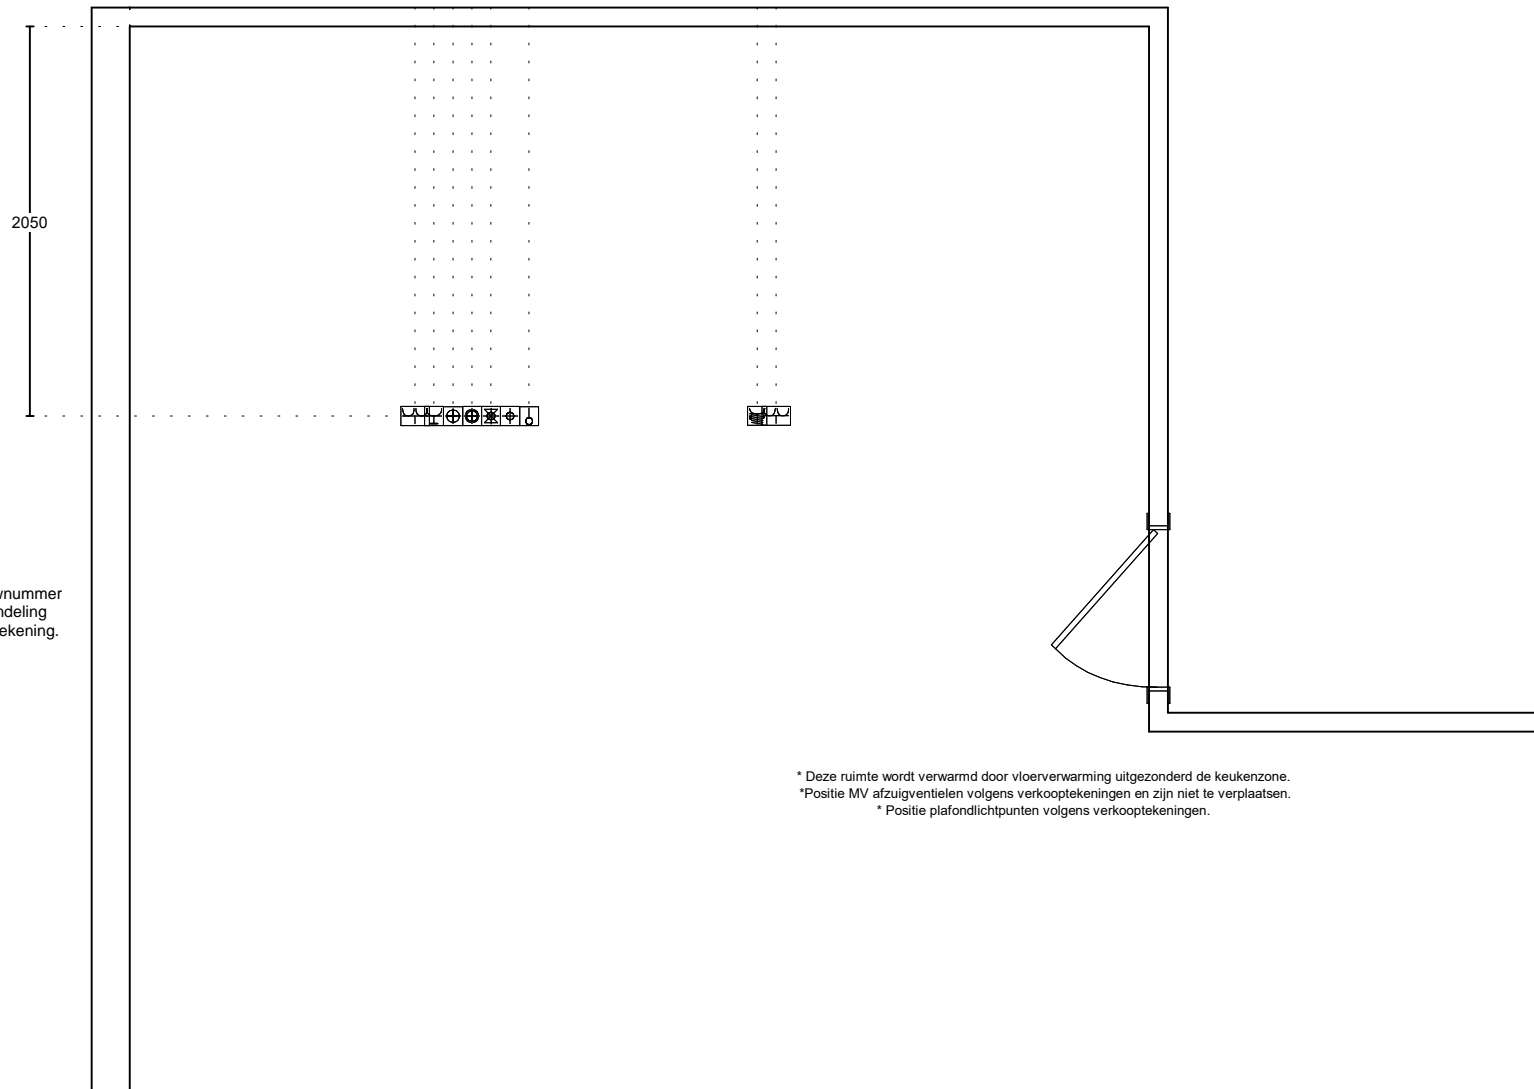 2050
wnummer
ndeling
ekening.
* Deze ruimte wordt verwarmd door vloerverwarming uitgezonderd de keukenzone.
*Positie MV afzuigventielen volgens verkooptekeningen en zijn niet te verplaatsen.
* Positie plafondlichtpunten volgens verkooptekeningen.